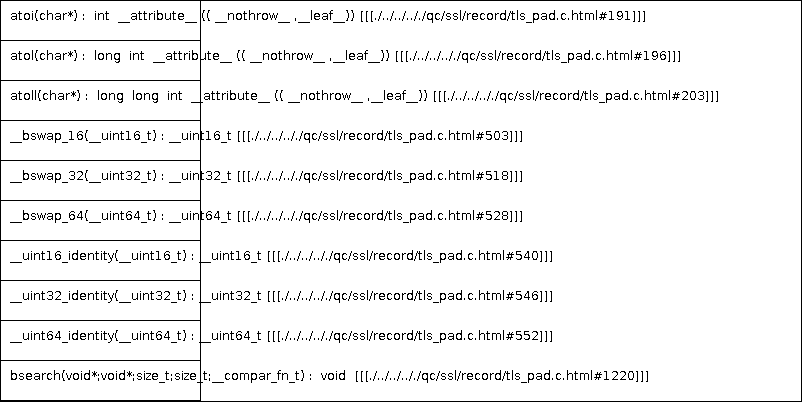 atoi(char*) : int __attribute__ (( __nothrow__ ,__leaf__)) [[[./../../../qc/ssl/record/tls_pad.c.html#191]]]
atol(char*) : long int __attribute__ (( __nothrow__ ,__leaf__)) [[[./../../../qc/ssl/record/tls_pad.c.html#196]]]
atoll(char*) : long long int __attribute__ (( __nothrow__ ,__leaf__)) [[[./../../../qc/ssl/record/tls_pad.c.html#203]]]
__bswap_16(__uint16_t) : __uint16_t [[[./../../../qc/ssl/record/tls_pad.c.html#503]]]
__bswap_32(__uint32_t) : __uint32_t [[[./../../../qc/ssl/record/tls_pad.c.html#518]]]
__bswap_64(__uint64_t) : __uint64_t [[[./../../../qc/ssl/record/tls_pad.c.html#528]]]
__uint16_identity(__uint16_t) : __uint16_t [[[./../../../qc/ssl/record/tls_pad.c.html#540]]]
__uint32_identity(__uint32_t) : __uint32_t [[[./../../../qc/ssl/record/tls_pad.c.html#546]]]
__uint64_identity(__uint64_t) : __uint64_t [[[./../../../qc/ssl/record/tls_pad.c.html#552]]]
bsearch(void*;void*;size_t;size_t;__compar_fn_t) : void [[[./../../../qc/ssl/record/tls_pad.c.html#1220]]]